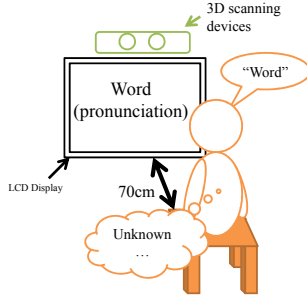 3D scanning
devices
Word
(pronunciation)
“Word”
LCD Display
70cm
Unknown
…